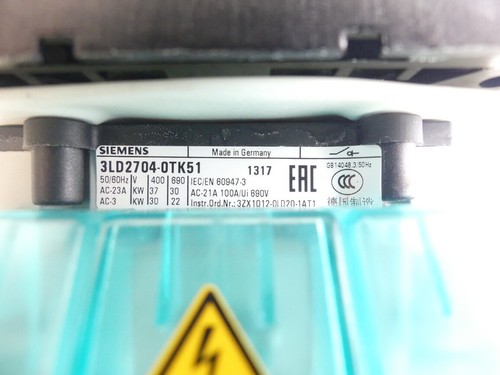 SIEMENS Made in Germany
3LD2704-0TK51 1317
GB14048.3/50Hz
50/60Hz V 400 690 IEC/EN 60947-3
AC-23A KW 37 30 AC-21A 100A/Ui 690V
AC-3 KW 30 22 Instr.Ord.Nr.: 3ZX1012-0LD20-1AT1
EAC
CCC